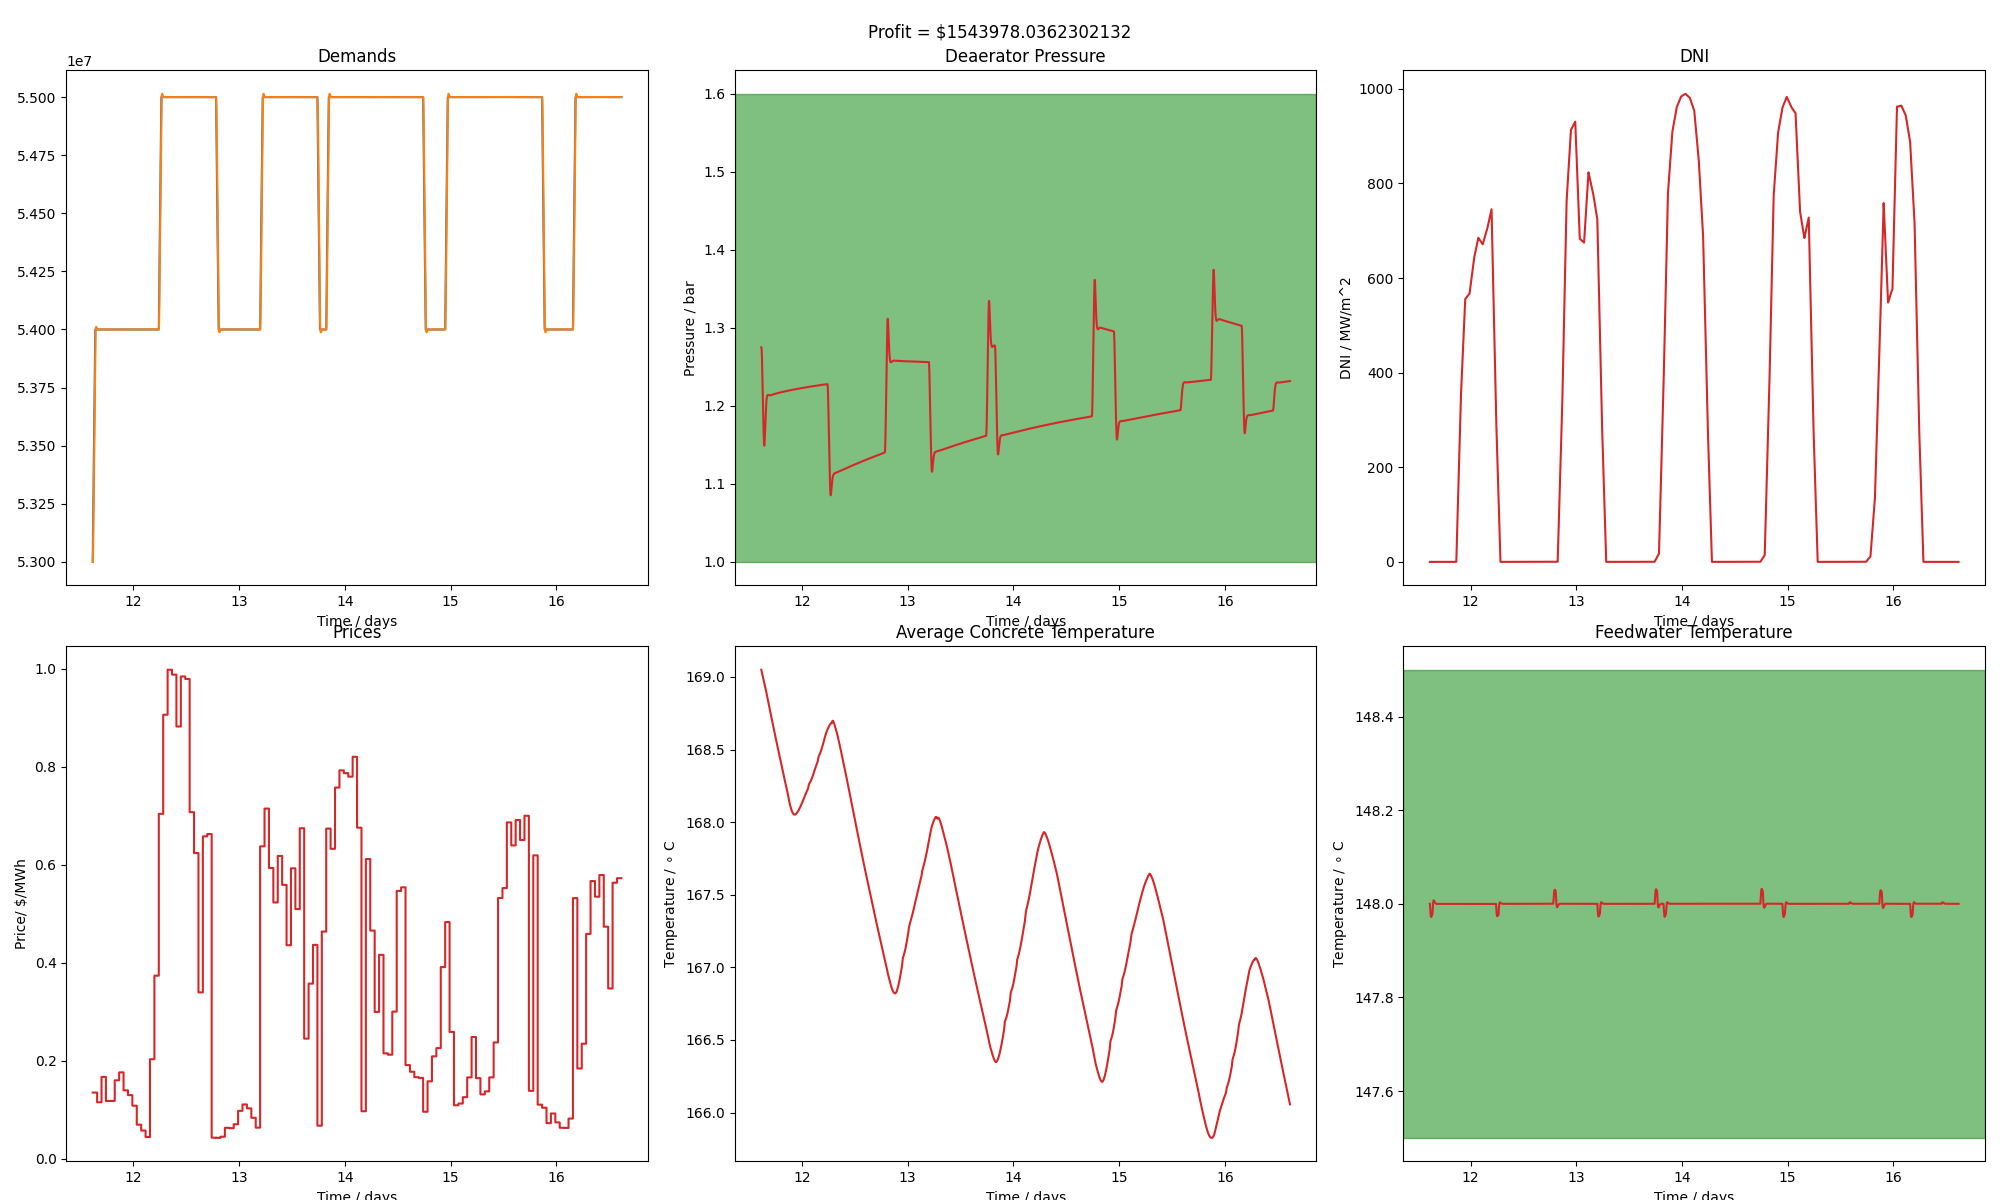 Profit = $1543978.0362302132
Demands
1e7
5.500
5.475
5.450
5.425
5.400
5.375
5.350
5.325
5.300
12 13 14 15 16
Time / days
Deaerator Pressure
Pressure / bar
1.6
1.5
1.4
1.3
1.2
1.1
1.0
12 13 14 15 16
Time / days
DNI
DNI / MW/m^2
1000
800
600
400
200
0
12 13 14 15 16
Time / days
Prices
Price/ $/MWh
1.0
0.8
0.6
0.4
0.2
0.0
12 13 14 15 16
Time / days
Average Concrete Temperature
Temperature / ∘ C
169.0
168.5
168.0
167.5
167.0
166.5
166.0
12 13 14 15 16
Time / days
Feedwater Temperature
Temperature / ∘ C
148.4
148.2
148.0
147.8
147.6
12 13 14 15 16
Time / days